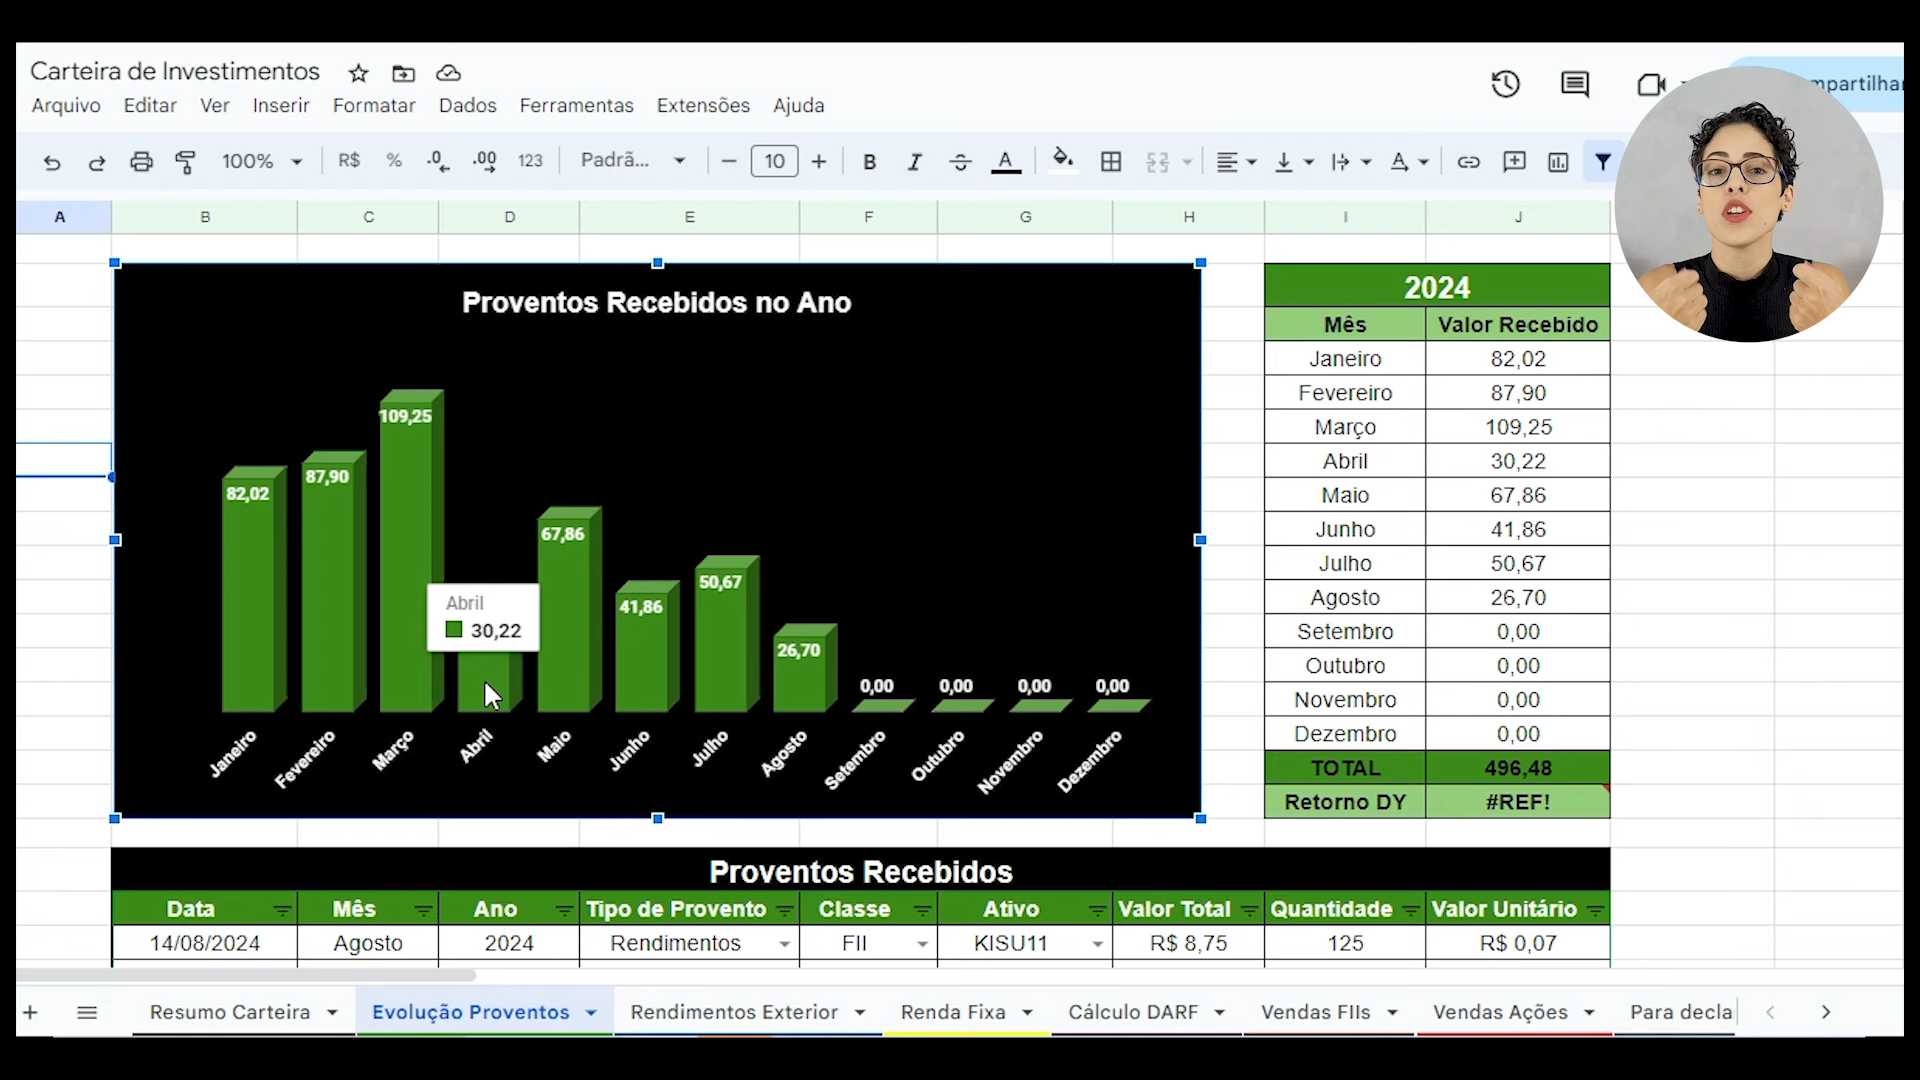 Carteira de Investimentos
Arquivo Editar Ver Inserir Formatar Dados Ferramentas Extensões Ajuda
mpartilhar
100% R$ % .0 .00 123 Padrã... 10 B I A
A B C D E F G H I J
Proventos Recebidos no Ano
82,02
87,90
109,25
Abril
30,22
67,86
41,86
50,67
26,70
0,00
0,00
0,00
0,00
Janeiro
Fevereiro
Março
Abril
Maio
Junho
Julho
Agosto
Setembro
Outubro
Novembro
Dezembro
2024
Mês Valor Recebido
Janeiro 82,02
Fevereiro 87,90
Março 109,25
Abril 30,22
Maio 67,86
Junho 41,86
Julho 50,67
Agosto 26,70
Setembro 0,00
Outubro 0,00
Novembro 0,00
Dezembro 0,00
TOTAL 496,48
Retorno DY #REF!
Proventos Recebidos
Data Mês Ano Tipo de Provento Classe Ativo Valor Total Quantidade Valor Unitário
14/08/2024 Agosto 2024 Rendimentos FII KISU11 R$ 8,75 125 R$ 0,07
Resumo Carteira Evolução Proventos Rendimentos Exterior Renda Fixa Cálculo DARF Vendas FIIs Vendas Ações Para decla